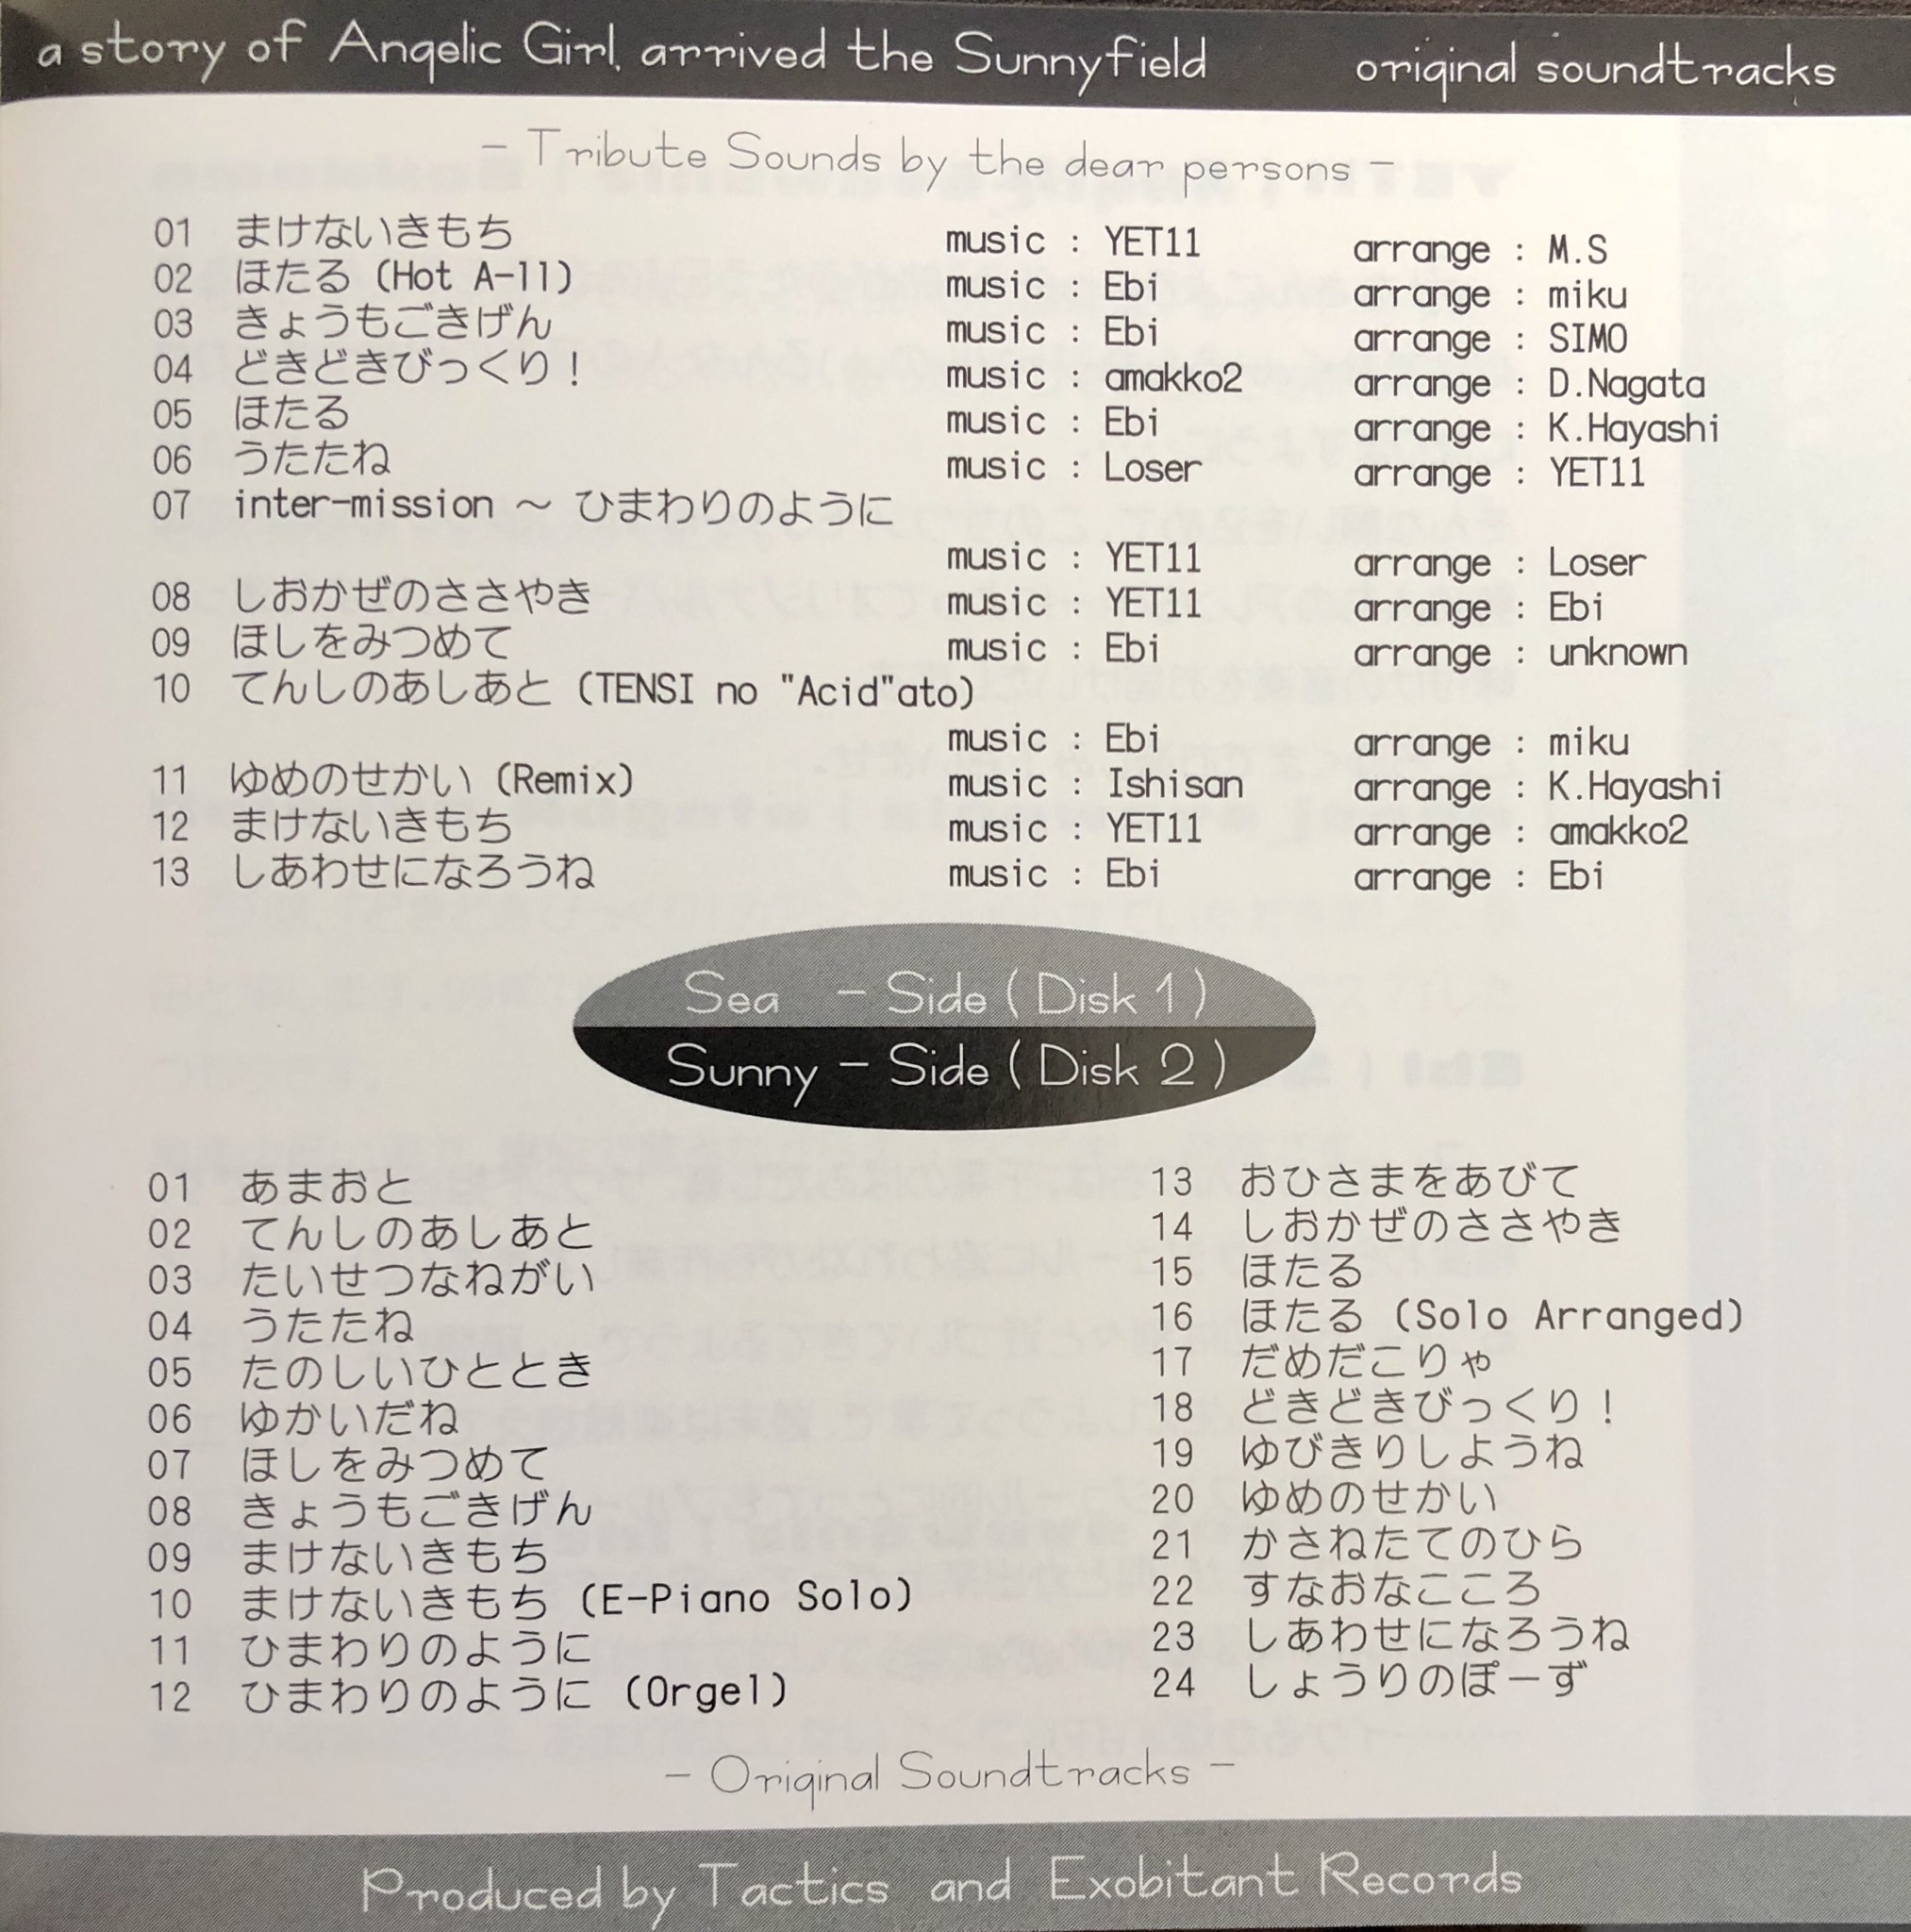 a story of Angelic Girl, arrived the Sunnyfield original soundtracks
- Tribute Sounds by the dear persons -
01 まけないきもち music : YET11 arrange : M.S
02 ほたる (Hot A-11) music : Ebi arrange : miku
03 きょうもごきげん music : Ebi arrange : SIMO
04 どきどきびっくり！ music : amakko2 arrange : D.Nagata
05 ほたる music : Ebi arrange : K.Hayashi
06 うたたね music : Loser arrange : YET11
07 inter-mission ～ ひまわりのように
music : YET11 arrange : Loser
08 しおかぜのささやき music : YET11 arrange : Ebi
09 ほしをみつめて music : Ebi arrange : unknown
10 てんしのあしあと (TENSI no "Acid"ato)
music : Ebi arrange : miku
11 ゆめのせかい (Remix) music : Ishisan arrange : K.Hayashi
12 まけないきもち music : YET11 arrange : amakko2
13 しあわせになろうね music : Ebi arrange : Ebi
Sea - Side ( Disk 1 )
Sunny - Side ( Disk 2 )
01 あまおと
02 てんしのあしあと
03 たいせつなねがい
04 うたたね
05 たのしいひととき
06 ゆかいだね
07 ほしをみつめて
08 きょうもごきげん
09 まけないきもち
10 まけないきもち (E-Piano Solo)
11 ひまわりのように
12 ひまわりのように (Orgel)
13 おひさまをあびて
14 しおかぜのささやき
15 ほたる
16 ほたる (Solo Arranged)
17 だめだこりゃ
18 どきどきびっくり！
19 ゆびきりしようね
20 ゆめのせかい
21 かさねたてのひら
22 すなおなこころ
23 しあわせになろうね
24 しょうりのぽーず
- Original Soundtracks -
Produced by Tactics and Exobitant Records